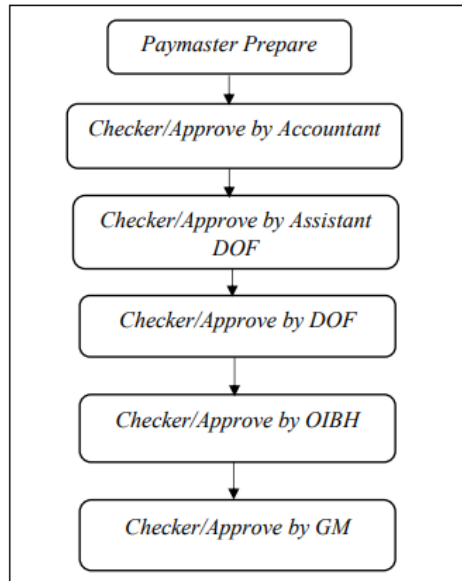 Paymaster Prepare
Checker/Approve by Accountant
Checker/Approve by Assistant
DOF
Checker/Approve by DOF
Checker/Approve by OIBH
Checker/Approve by GM